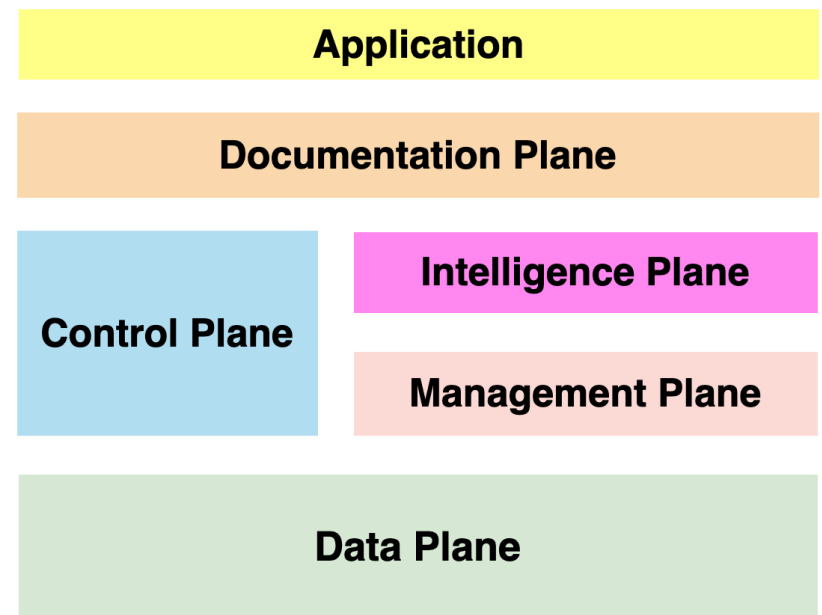 Application
Documentation Plane
Control Plane
Intelligence Plane
Management Plane
Data Plane